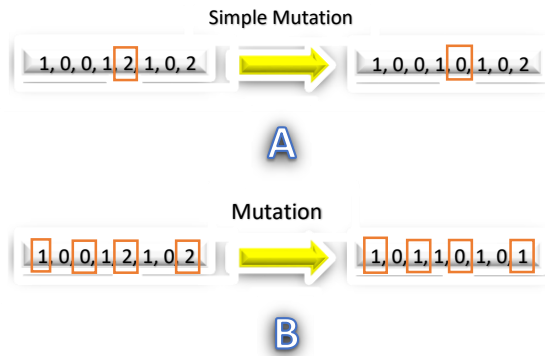 Simple Mutation
1, 0, 0, 1, 2, 1, 0, 2
1, 0, 0, 1, 0, 1, 0, 2
A
Mutation
1, 0, 0, 1, 2, 1, 0, 2
1, 0, 1, 1, 0, 1, 0, 1
B